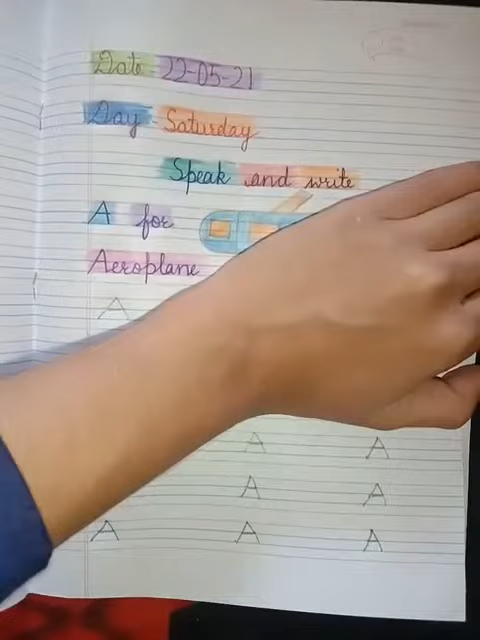 Date - 22-05-21
Day - Saturday
Speak and write
A for
Aeroplane
A
A A
A A
A A A